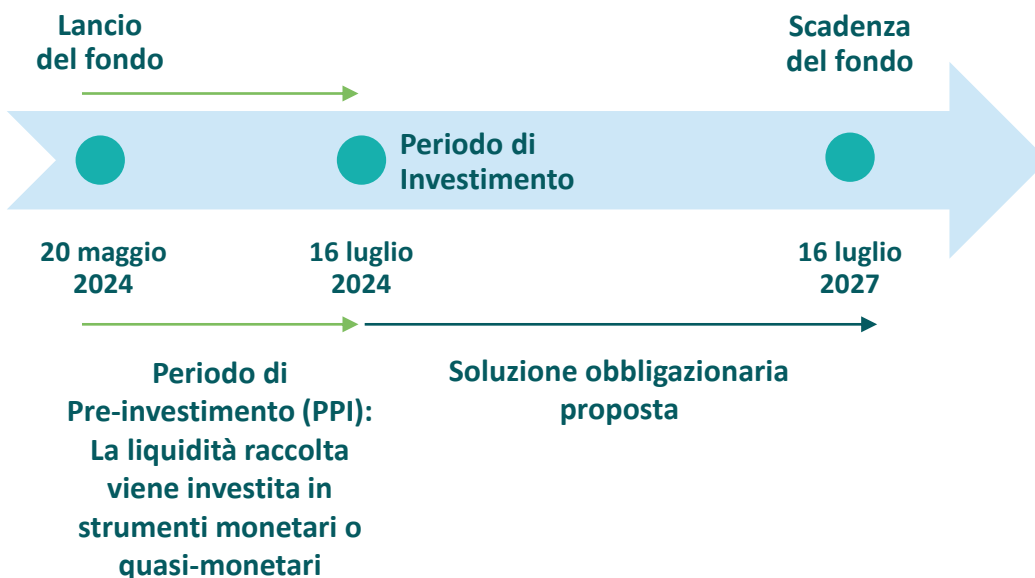 Lancio
del fondo
Scadenza
del fondo
Periodo di
Investimento
20 maggio
2024
16 luglio
2024
16 luglio
2027
Periodo di
Pre-investimento (PPI):
La liquidità raccolta
viene investita in
strumenti monetari o
quasi-monetari
Soluzione obbligazionaria
proposta